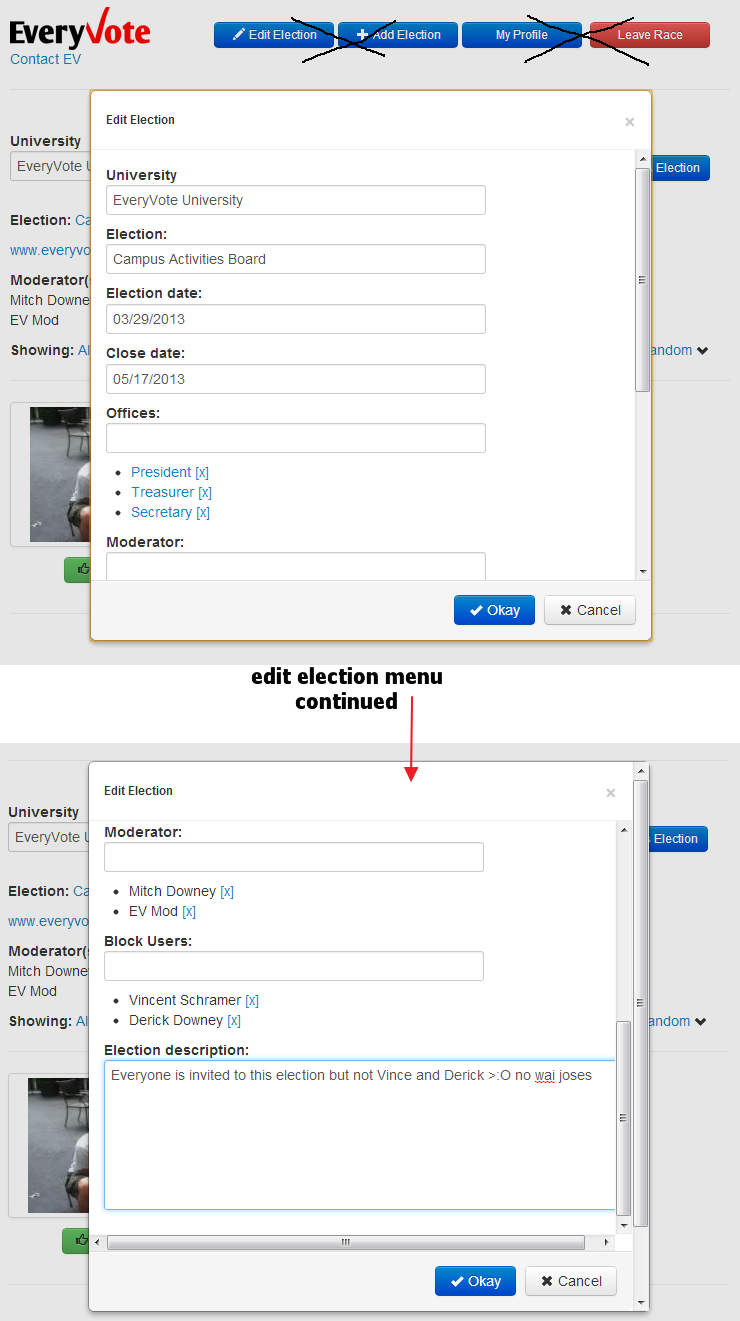 EveryVote
Contact EV
Edit Election
Add Election
My Profile
Leave Race
Edit Election
×
University
EveryVote U
Election
Election: Ca
www.everyvo
Moderator(s
Mitch Downe
EV Mod
Showing: Al
andom
University
EveryVote University
Election:
Campus Activities Board
Election date:
03/29/2013
Close date:
05/17/2013
Offices:
President [x]
Treasurer [x]
Secretary [x]
Moderator:
Okay
Cancel
edit election menu
continued
Edit Election
×
University
EveryVote U
Election
Election: Ca
www.everyvo
Moderator(
Mitch Downe
EV Mod
Showing: Al
andom
Moderator:
Mitch Downey [x]
EV Mod [x]
Block Users:
Vincent Schramer [x]
Derick Downey [x]
Election description:
Everyone is invited to this election but not Vince and Derick >:O no wai joses
Okay
Cancel